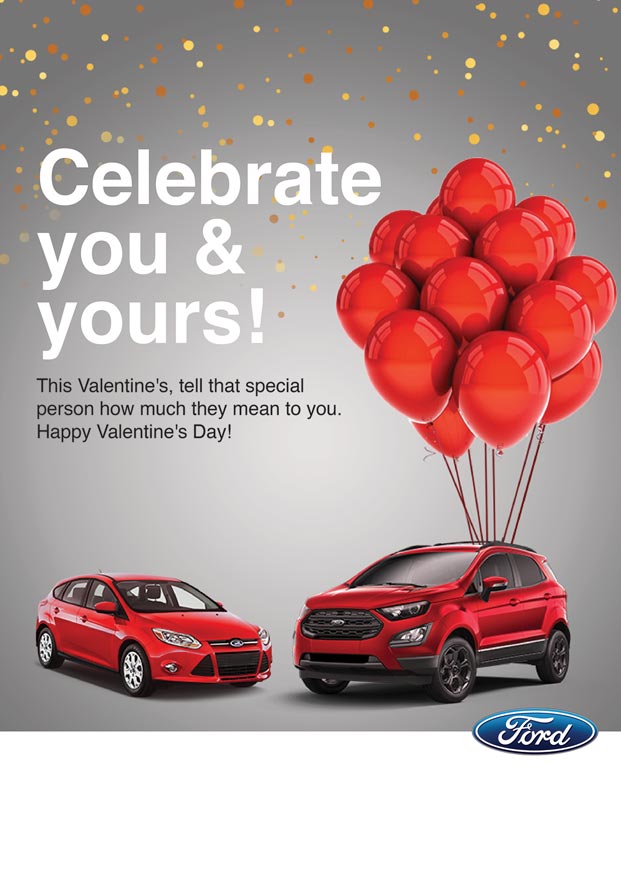 Celebrate
you &
yours!
This Valentine's, tell that special
person how much they mean to you.
Happy Valentine's Day!
Ford